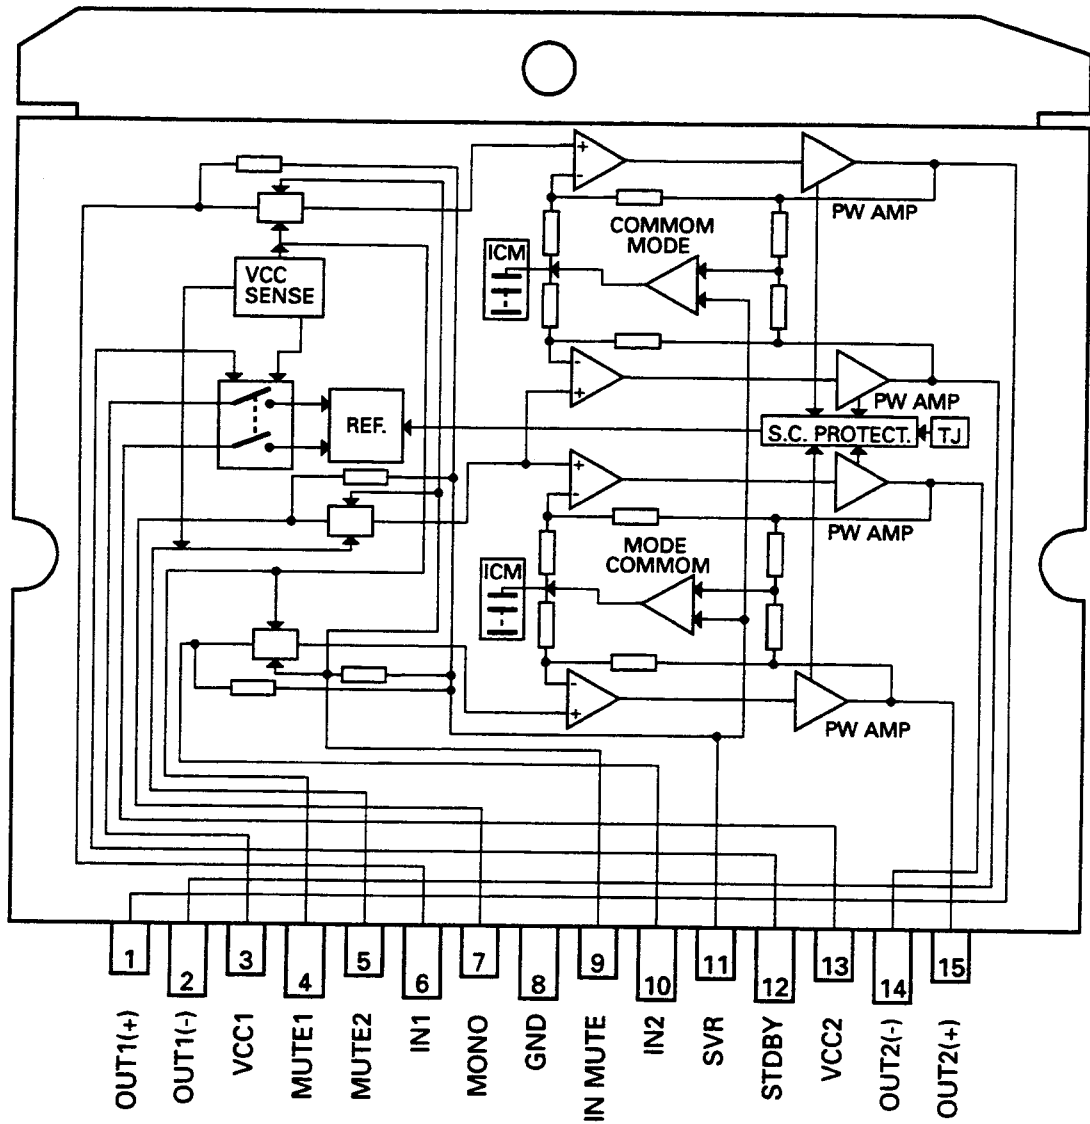 +
-
PW AMP
COMMOM
MODE
ICM
VCC
SENSE
-
+
PW AMP
REF.
S.C. PROTECT.
TJ
+
-
PW AMP
MODE
COMMOM
ICM
-
+
PW AMP
1
2
3
4
5
6
7
8
9
10
11
12
13
14
15
OUT1(+)
OUT1(-)
VCC1
MUTE1
MUTE2
IN1
MONO
GND
IN MUTE
IN2
SVR
STDBY
VCC2
OUT2(-)
OUT2(+)